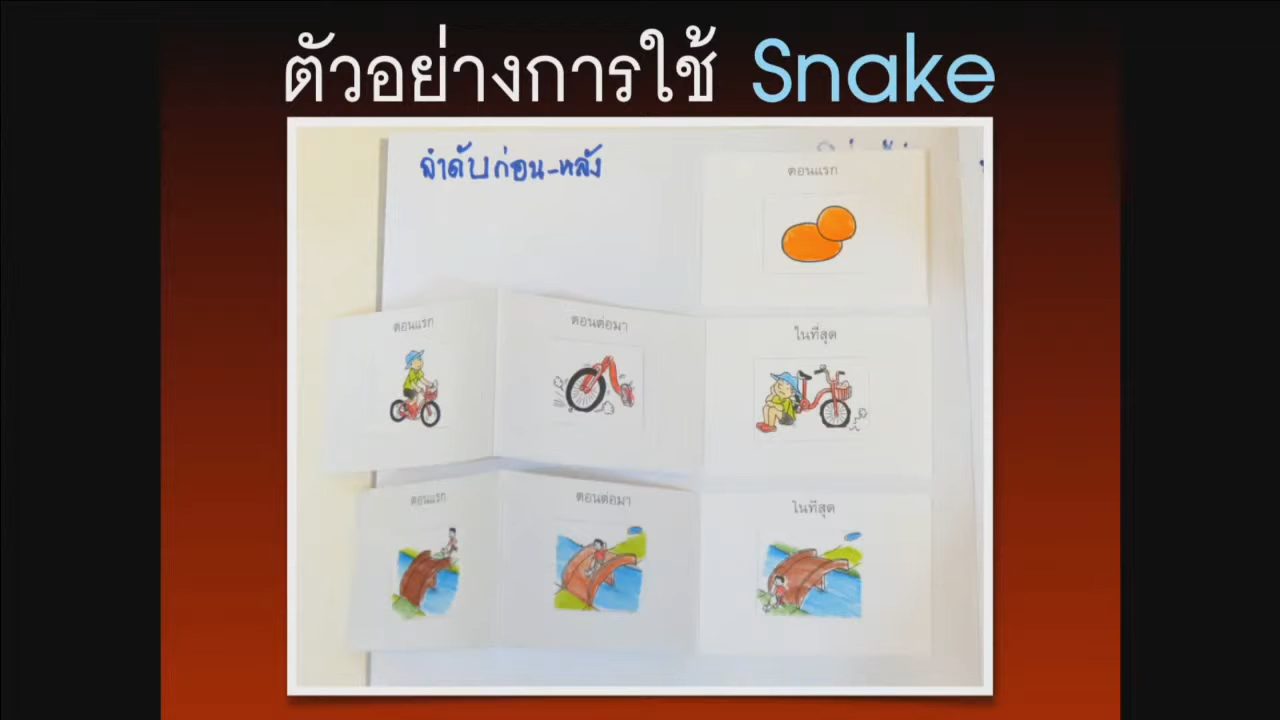 ตัวอย่างการใช้ Snake
ลำดับก่อน-หลัง
ตอนแรก
ตอนแรก
ตอนต่อมา
ในที่สุด
ตอนแรก
ตอนต่อมา
ในที่สุด